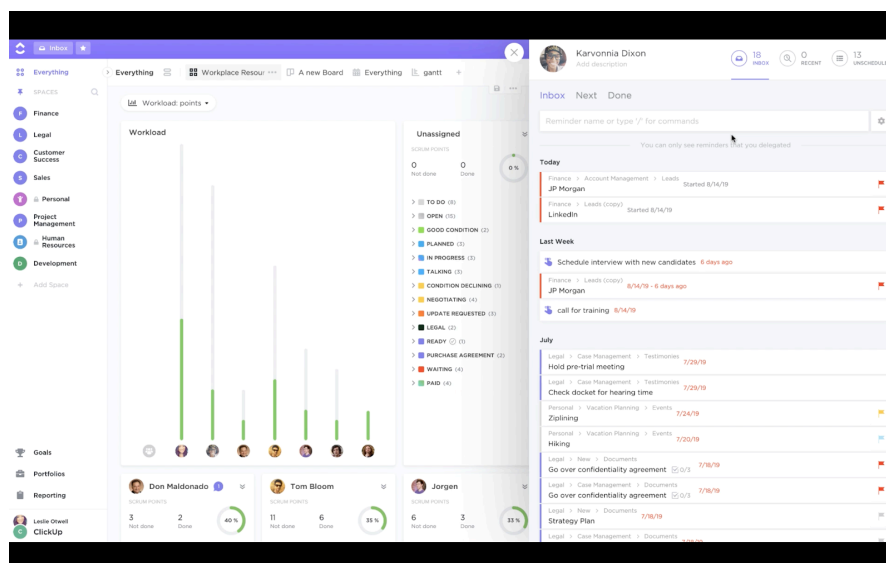 Inbox
Everything
SPACES
F Finance
L Legal
C Customer
Success
S Sales
Personal
P Project
Management
Human
Resources
D Development
+ Add Space
Goals
Portfolios
Reporting
Leslie Otwell
C ClickUp
Everything Workplace Resour ··· A new Board Everything gantt +
Workload: points
Workload
Unassigned
SCRUM POINTS
0 0 0 %
Not done Done
TO DO (8)
OPEN (15)
GOOD CONDITION (2)
PLANNED (3)
IN PROGRESS (3)
TALKING (3)
CONDITION DECLINING (1)
NEGOTIATING (4)
UPDATE REQUESTED (3)
LEGAL (2)
READY (1)
PURCHASE AGREEMENT (2)
WAITING (4)
PAID (4)
Don Maldonado
SCRUM POINTS
3 2 40 %
Not done Done
Tom Bloom
SCRUM POINTS
11 6 35 %
Not done Done
Jorgen
SCRUM POINTS
6 3 33 %
Not done Done
Karvonnia Dixon
Add description
18 INBOX
0 RECENT
13 UNSCHEDULE
Inbox Next Done
Reminder name or type '/' for commands
You can only see reminders that you delegated
Today
Finance > Account Management > Leads
JP Morgan Started 8/14/19
Finance > Leads (copy)
LinkedIn Started 8/14/19
Last Week
Schedule interview with new candidates 6 days ago
Finance > Leads (copy)
JP Morgan 8/14/19 - 6 days ago
call for training 8/14/19
July
Legal > Case Management > Testimonies
Hold pre-trial meeting 7/29/19
Legal > Case Management > Testimonies
Check docket for hearing time 7/29/19
Personal > Vacation Planning > Events
Ziplining 7/24/19
Personal > Vacation Planning > Events
Hiking 7/20/19
Legal > New > Documents
Go over confidentiality agreement 0/3 7/18/19
Legal > Case Management > Documents
Go over confidentiality agreement 0/3 7/18/19
Legal > New > Documents
Strategy Plan 7/16/19
Legal > Case Management > Documents